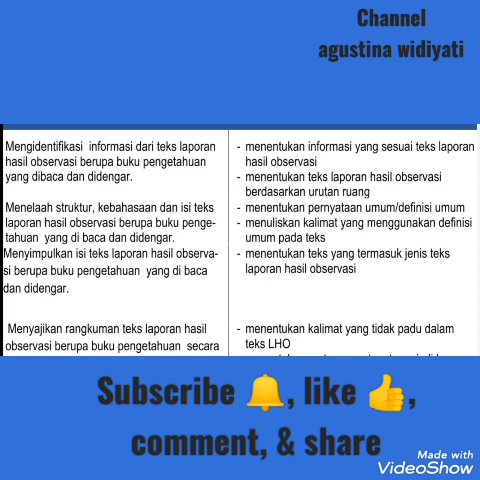 Channel
agustina widiyati
Mengidentifikasi informasi dari teks laporan
hasil observasi berupa buku pengetahuan
yang dibaca dan didengar.
Menelaah struktur, kebahasaan dan isi teks
laporan hasil observasi berupa buku penge-
tahuan yang di baca dan didengar.
Menyimpulkan isi teks laporan hasil observa-
si berupa buku pengetahuan yang di baca
dan didengar.
Menyajikan rangkuman teks laporan hasil
observasi berupa buku pengetahuan secara
- menentukan informasi yang sesuai teks laporan
hasil observasi
- menentukan teks laporan hasil observasi
berdasarkan urutan ruang
- menentukan pernyataan umum/definisi umum
- menuliskan kalimat yang menggunakan definisi
umum pada teks
- menentukan teks yang termasuk jenis teks
laporan hasil observasi
- menentukan kalimat yang tidak padu dalam
teks LHO
Subscribe 🔔, like 👍,
comment, & share
Made with
VideoShow